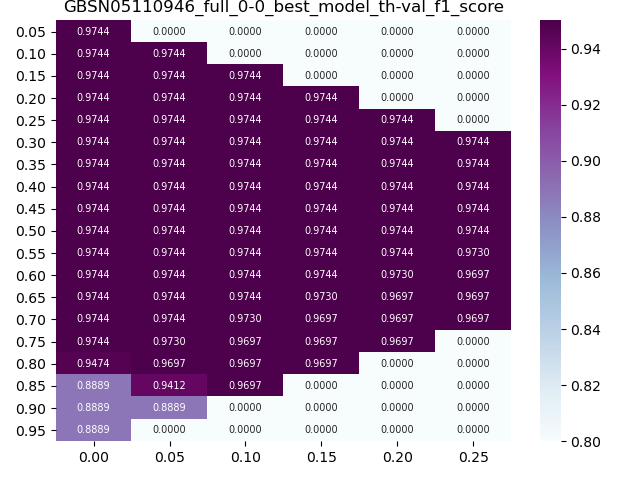 GBSN05110946_full_0-0_best_model_th-val_f1_score
0.05 0.9744 0.0000 0.0000 0.0000 0.0000 0.0000
0.10 0.9744 0.9744 0.0000 0.0000 0.0000 0.0000
0.15 0.9744 0.9744 0.9744 0.0000 0.0000 0.0000
0.20 0.9744 0.9744 0.9744 0.9744 0.0000 0.0000
0.25 0.9744 0.9744 0.9744 0.9744 0.9744 0.0000
0.30 0.9744 0.9744 0.9744 0.9744 0.9744 0.9744
0.35 0.9744 0.9744 0.9744 0.9744 0.9744 0.9744
0.40 0.9744 0.9744 0.9744 0.9744 0.9744 0.9744
0.45 0.9744 0.9744 0.9744 0.9744 0.9744 0.9744
0.50 0.9744 0.9744 0.9744 0.9744 0.9744 0.9744
0.55 0.9744 0.9744 0.9744 0.9744 0.9744 0.9730
0.60 0.9744 0.9744 0.9744 0.9744 0.9730 0.9697
0.65 0.9744 0.9744 0.9744 0.9730 0.9697 0.9697
0.70 0.9744 0.9744 0.9730 0.9697 0.9697 0.9697
0.75 0.9744 0.9730 0.9697 0.9697 0.9697 0.0000
0.80 0.9474 0.9697 0.9697 0.9697 0.0000 0.0000
0.85 0.8889 0.9412 0.9697 0.0000 0.0000 0.0000
0.90 0.8889 0.8889 0.0000 0.0000 0.0000 0.0000
0.95 0.8889 0.0000 0.0000 0.0000 0.0000 0.0000
0.00 0.05 0.10 0.15 0.20 0.25
0.94
0.92
0.90
0.88
0.86
0.84
0.82
0.80